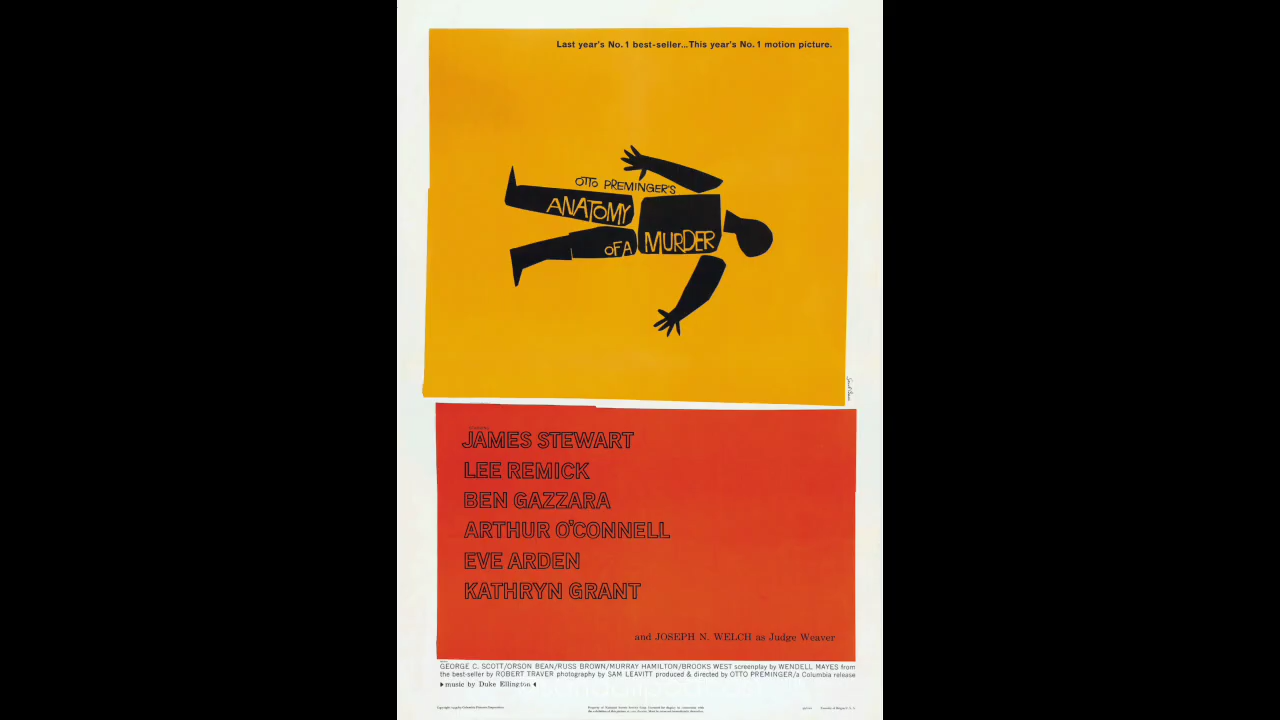 Last year's No. 1 best-seller...This year's No. 1 motion picture.
OTTO PREMINGER'S
ANATOMY
OF A MURDER
JAMES STEWART
LEE REMICK
BEN GAZZARA
ARTHUR O'CONNELL
EVE ARDEN
KATHRYN GRANT
and JOSEPH N. WELCH as Judge Weaver
GEORGE C. SCOTT/ORSON BEAN/RUSS BROWN/MURRAY HAMILTON/BROOKS WEST screenplay by WENDELL MAYES from
the best-seller by ROBERT TRAVER photography by SAM LEAVITT produced & directed by OTTO PREMINGER/a Columbia release
music by Duke Ellington